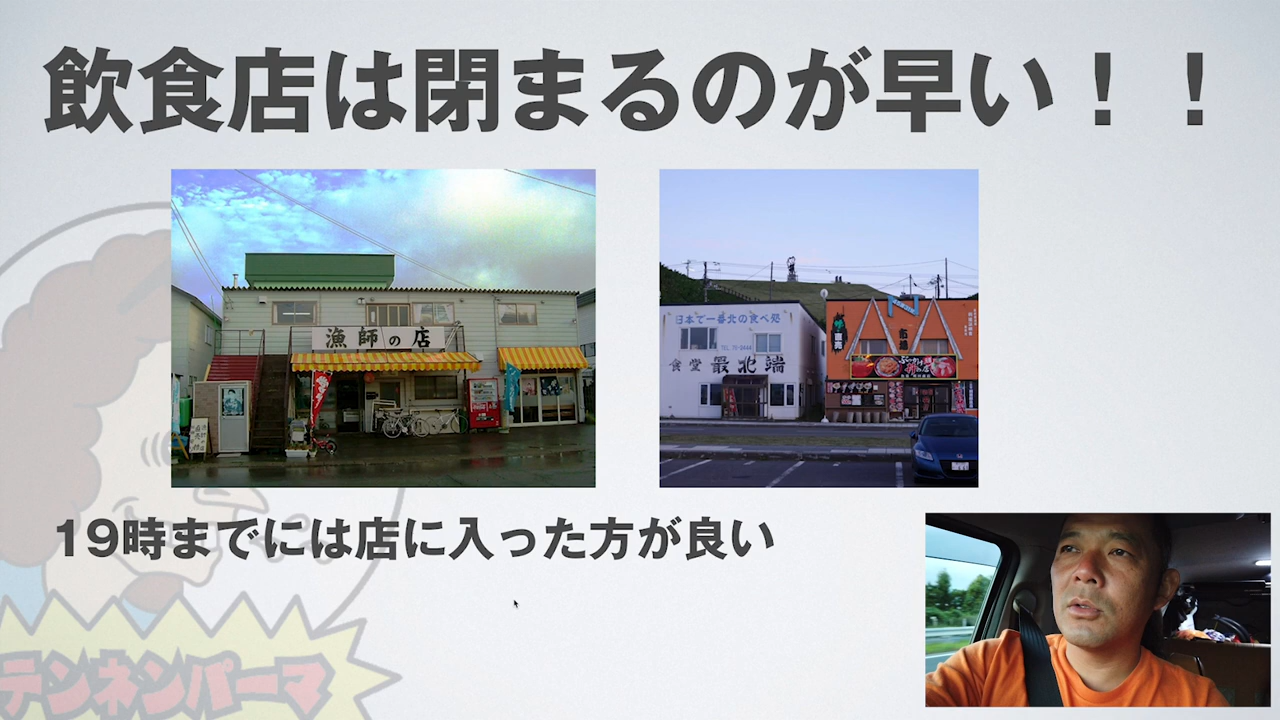 飲食店は閉まるのが早い！！
漁師の店
日本で一番北の食べ処
食堂 最北端
市場
19時までには店に入った方が良い
テンネンパーマ